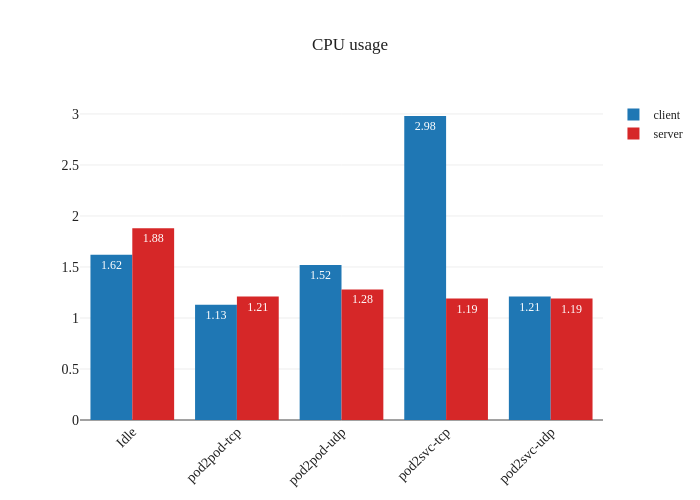 CPU usage
client
server
3
2.5
2
1.5
1
0.5
0
1.62
1.88
1.13
1.21
1.52
1.28
2.98
1.19
1.21
1.19
Idle
pod2pod-tcp
pod2pod-udp
pod2svc-tcp
pod2svc-udp